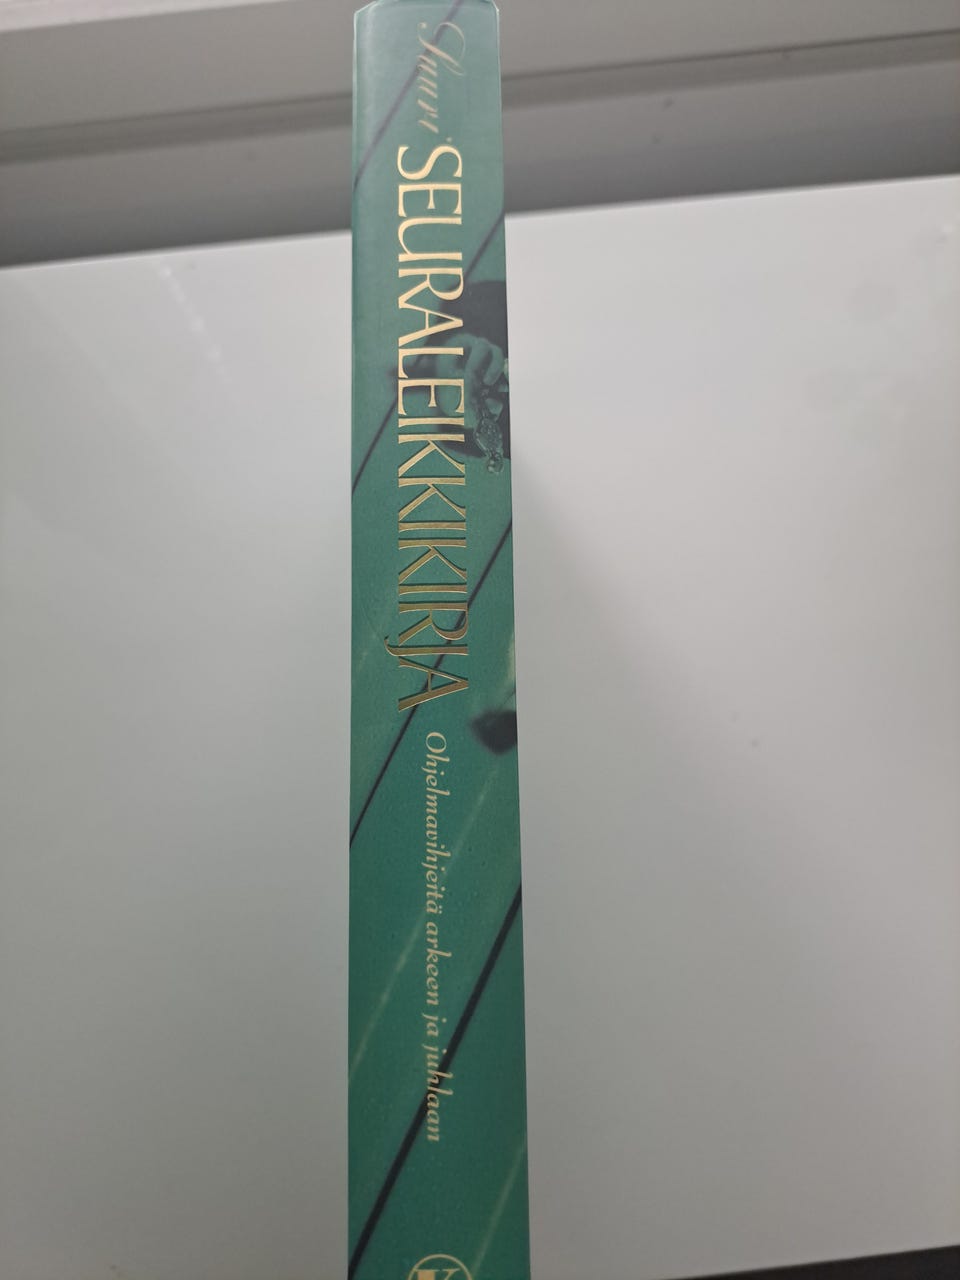 Suuri SEURALEIKKIKIRJA Ohjelmavihjeitä arkeen ja juhlaan
K